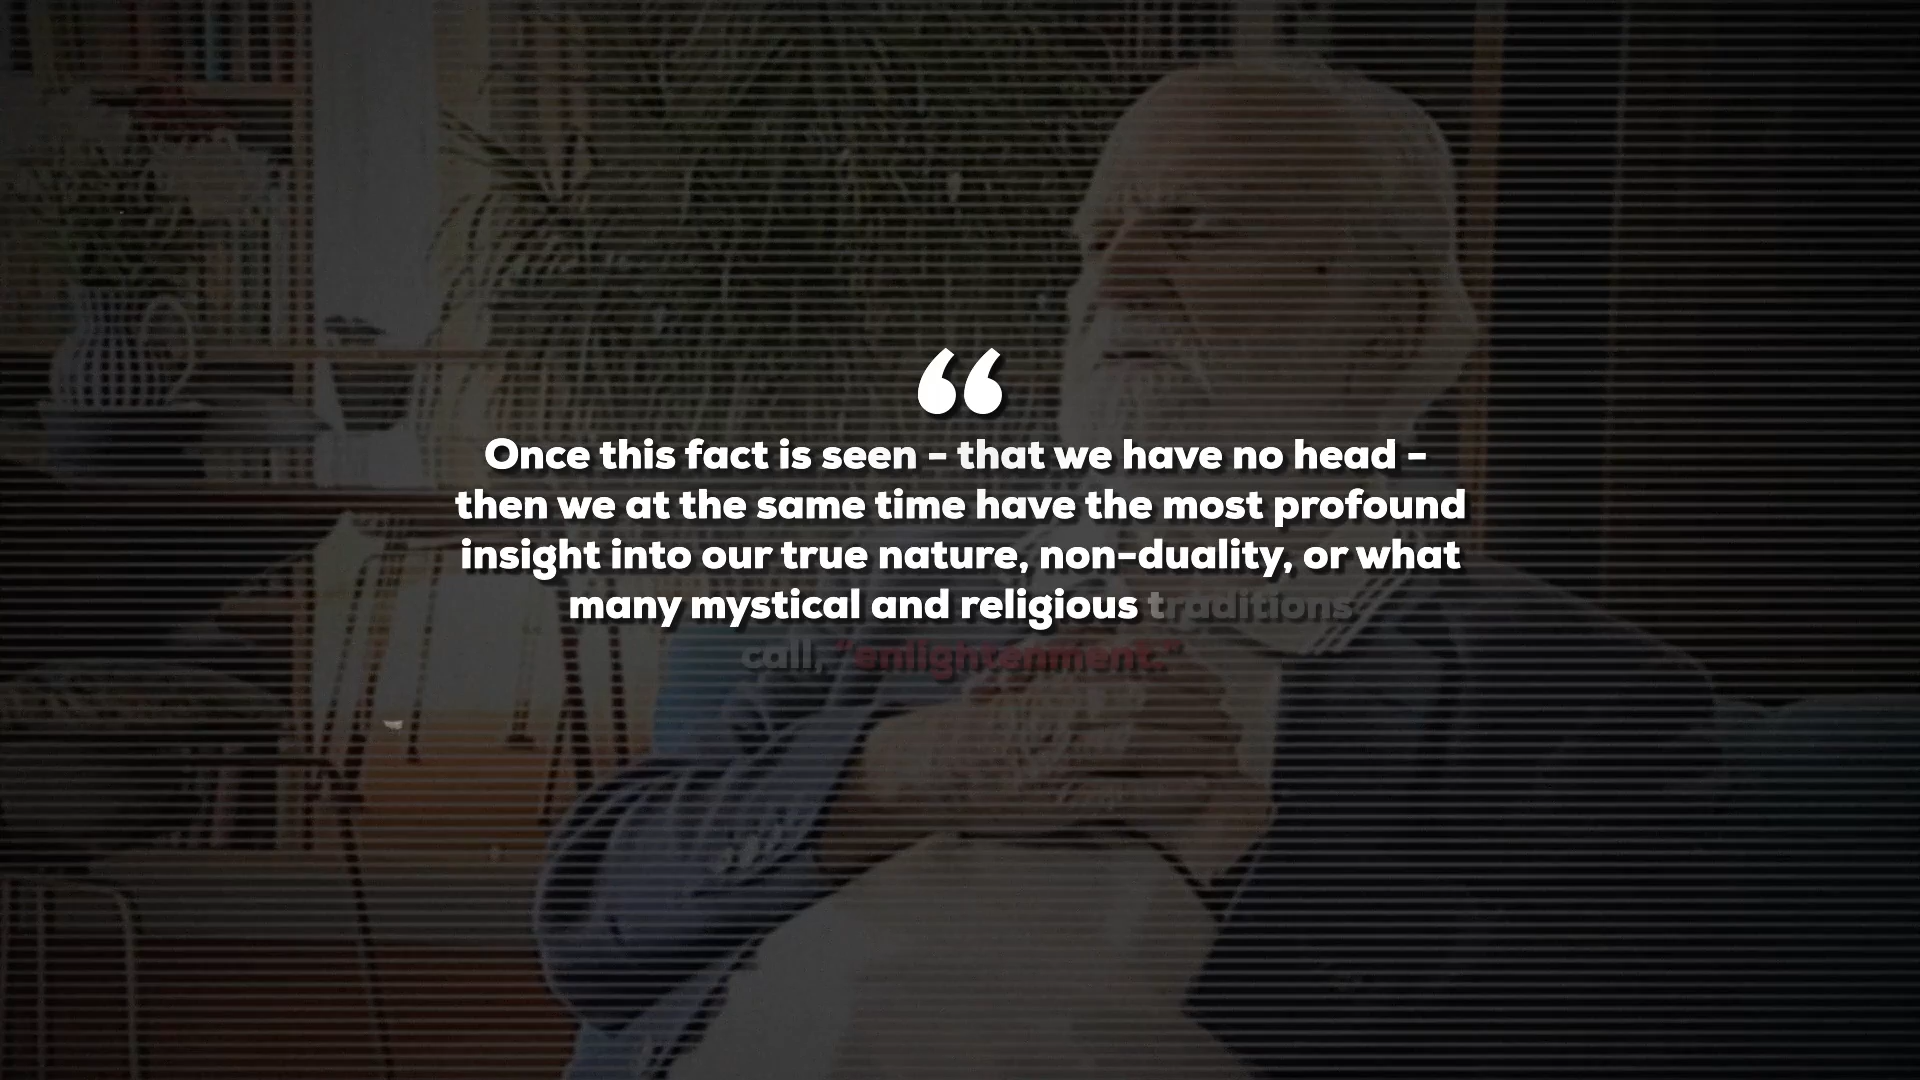 “
Once this fact is seen – that we have no head –
then we at the same time have the most profound
insight into our true nature, non-duality, or what
many mystical and religious traditions
call, “enlightenment.”